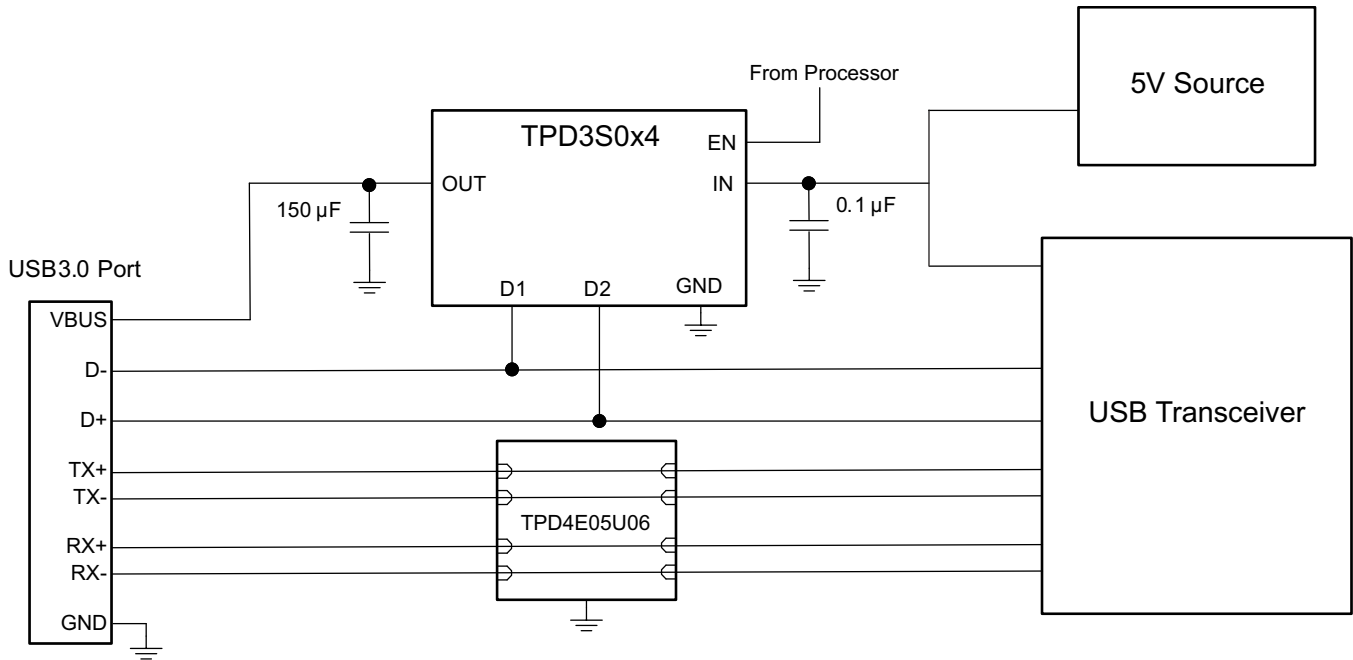 From Processor
5V Source
TPD3S0x4
EN
OUT
IN
150 µF
0.1 µF
USB3.0 Port
D1
D2
GND
VBUS
D-
D+
USB Transceiver
TX+
TX-
TPD4E05U06
RX+
RX-
GND